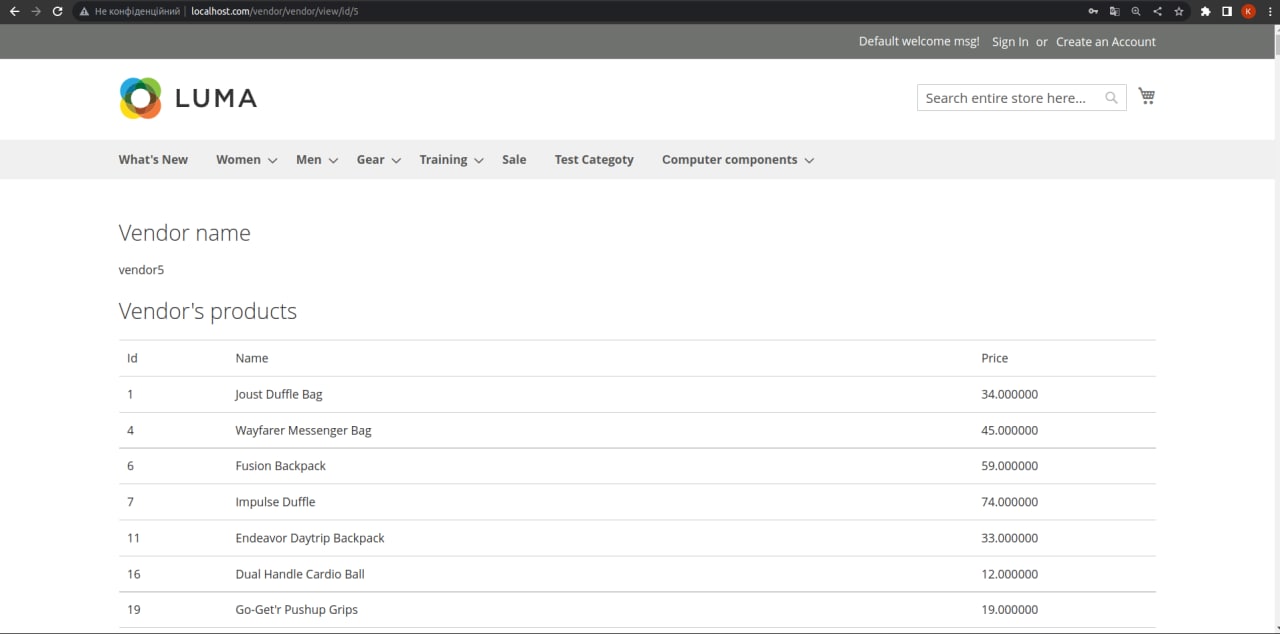 Не конфіденційний | localhost.com/vendor/vendor/view/id/5
K
Default welcome msg! Sign In or Create an Account
LUMA
Search entire store here...
What's New Women Men Gear Training Sale Test Categoty Computer components
Vendor name
vendor5
Vendor's products
Id Name Price
1 Joust Duffle Bag 34.000000
4 Wayfarer Messenger Bag 45.000000
6 Fusion Backpack 59.000000
7 Impulse Duffle 74.000000
11 Endeavor Daytrip Backpack 33.000000
16 Dual Handle Cardio Ball 12.000000
19 Go-Get'r Pushup Grips 19.000000